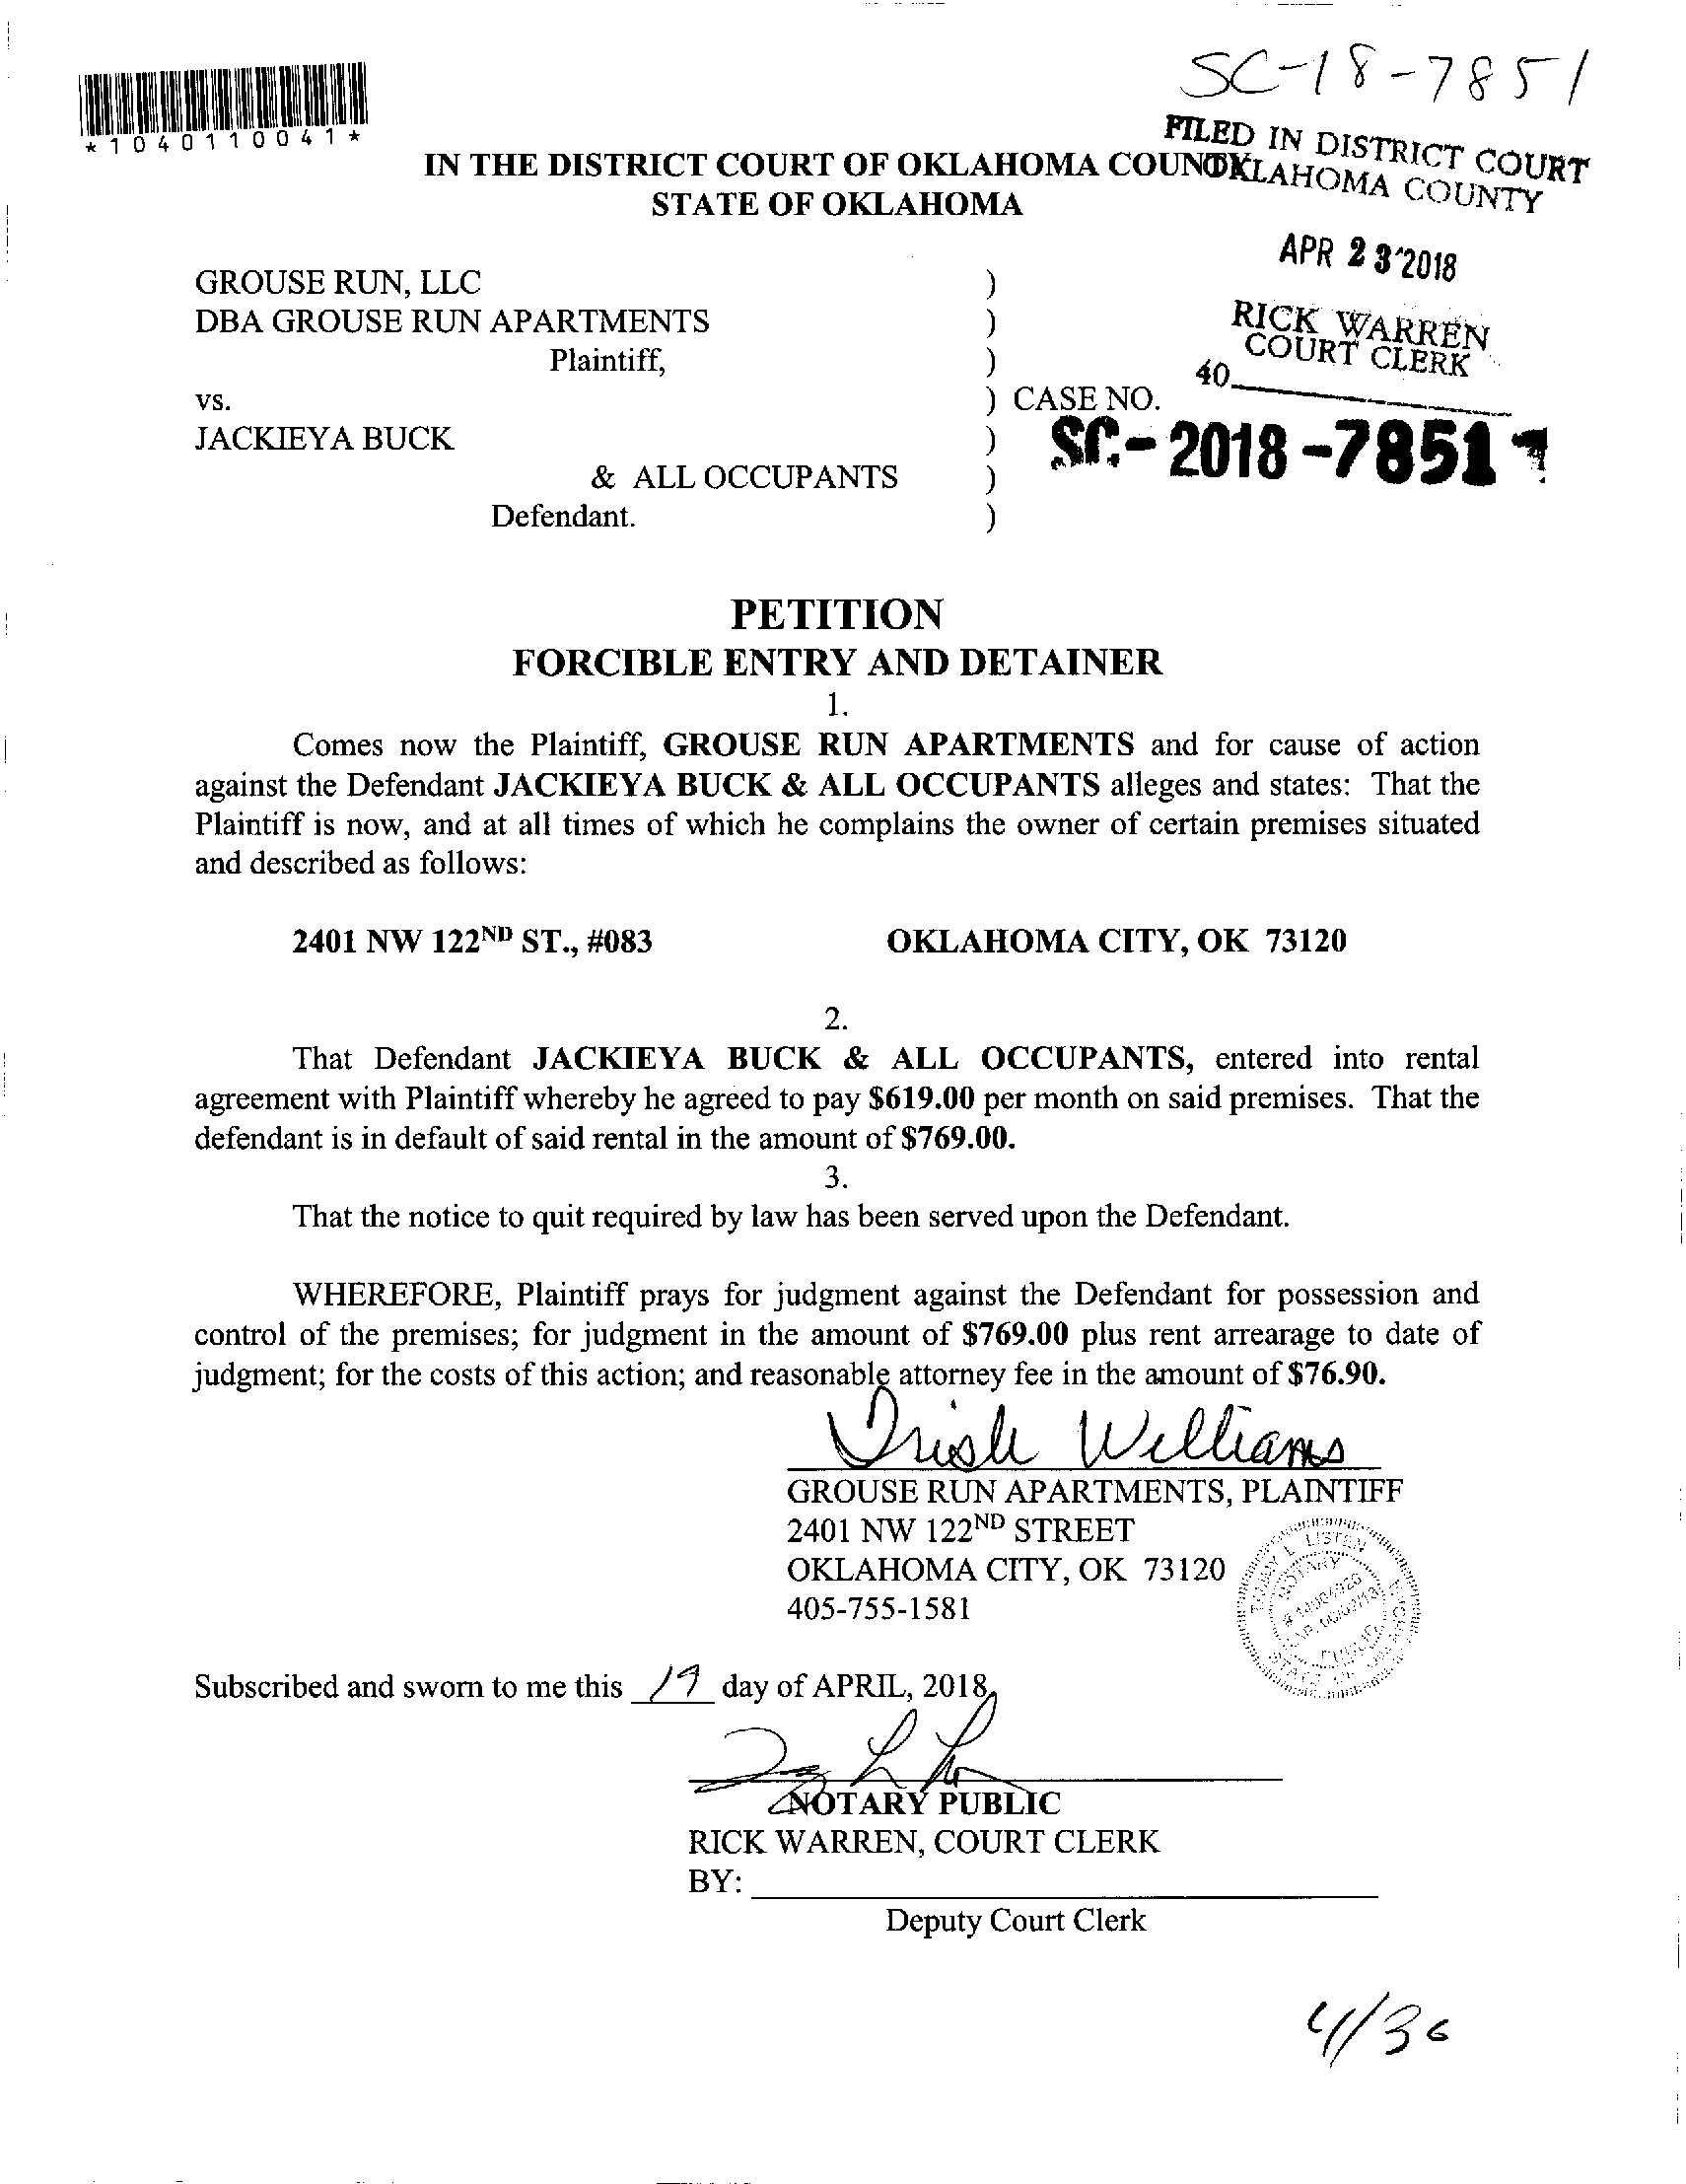 SC-18-7851
*1040110041*
FILED IN DISTRICT COURT
OKLAHOMA COUNTY
IN THE DISTRICT COURT OF OKLAHOMA COUNTY
STATE OF OKLAHOMA
APR 23 2018
RICK WARREN
COURT CLERK
40
GROUSE RUN, LLC )
DBA GROUSE RUN APARTMENTS )
Plaintiff, )
vs. ) CASE NO.
JACKIEYA BUCK ) SC-2018-7851
& ALL OCCUPANTS )
Defendant. )
PETITION
FORCIBLE ENTRY AND DETAINER
1.
Comes now the Plaintiff, GROUSE RUN APARTMENTS and for cause of action
against the Defendant JACKIEYA BUCK & ALL OCCUPANTS alleges and states: That the
Plaintiff is now, and at all times of which he complains the owner of certain premises situated
and described as follows:
2401 NW 122ND ST., #083 OKLAHOMA CITY, OK 73120
2.
That Defendant JACKIEYA BUCK & ALL OCCUPANTS, entered into rental
agreement with Plaintiff whereby he agreed to pay $619.00 per month on said premises. That the
defendant is in default of said rental in the amount of $769.00.
3.
That the notice to quit required by law has been served upon the Defendant.
WHEREFORE, Plaintiff prays for judgment against the Defendant for possession and
control of the premises; for judgment in the amount of $769.00 plus rent arrearage to date of
judgment; for the costs of this action; and reasonable attorney fee in the amount of $76.90.
Trish Williams
GROUSE RUN APARTMENTS, PLAINTIFF
2401 NW 122ND STREET
OKLAHOMA CITY, OK 73120
405-755-1581
L LISTEN
NOTARY
PUBLIC
STATE OF
Subscribed and sworn to me this 19 day of APRIL, 2018,
NOTARY PUBLIC
RICK WARREN, COURT CLERK
BY:
Deputy Court Clerk
4/30